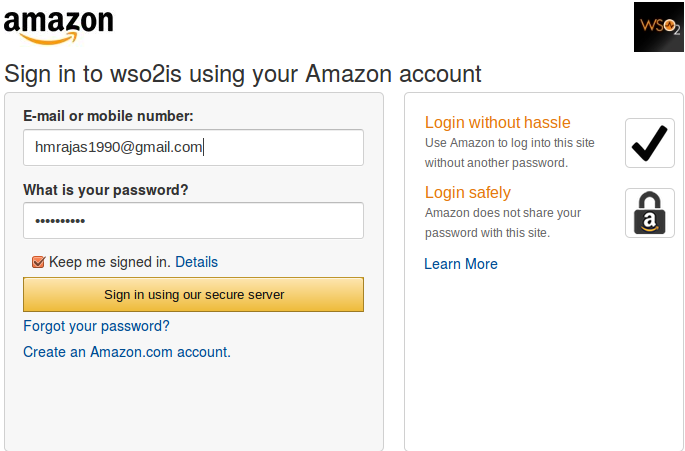 amazon
WSO2
Sign in to wso2is using your Amazon account
E-mail or mobile number:
hmrajas1990@gmail.com
What is your password?
••••••••••
Keep me signed in. Details
Sign in using our secure server
Forgot your password?
Create an Amazon.com account.
Login without hassle
Use Amazon to log into this site
without another password.
Login safely
Amazon does not share your
password with this site.
a
Learn More